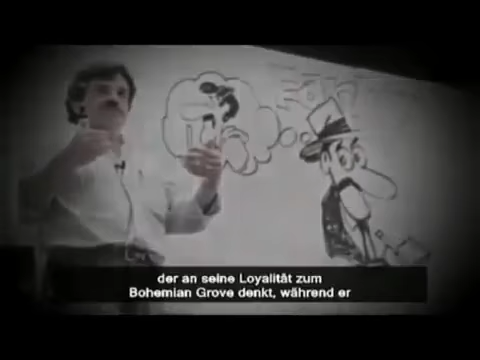 der an seine Loyalität zum
Bohemian Grove denkt, während er